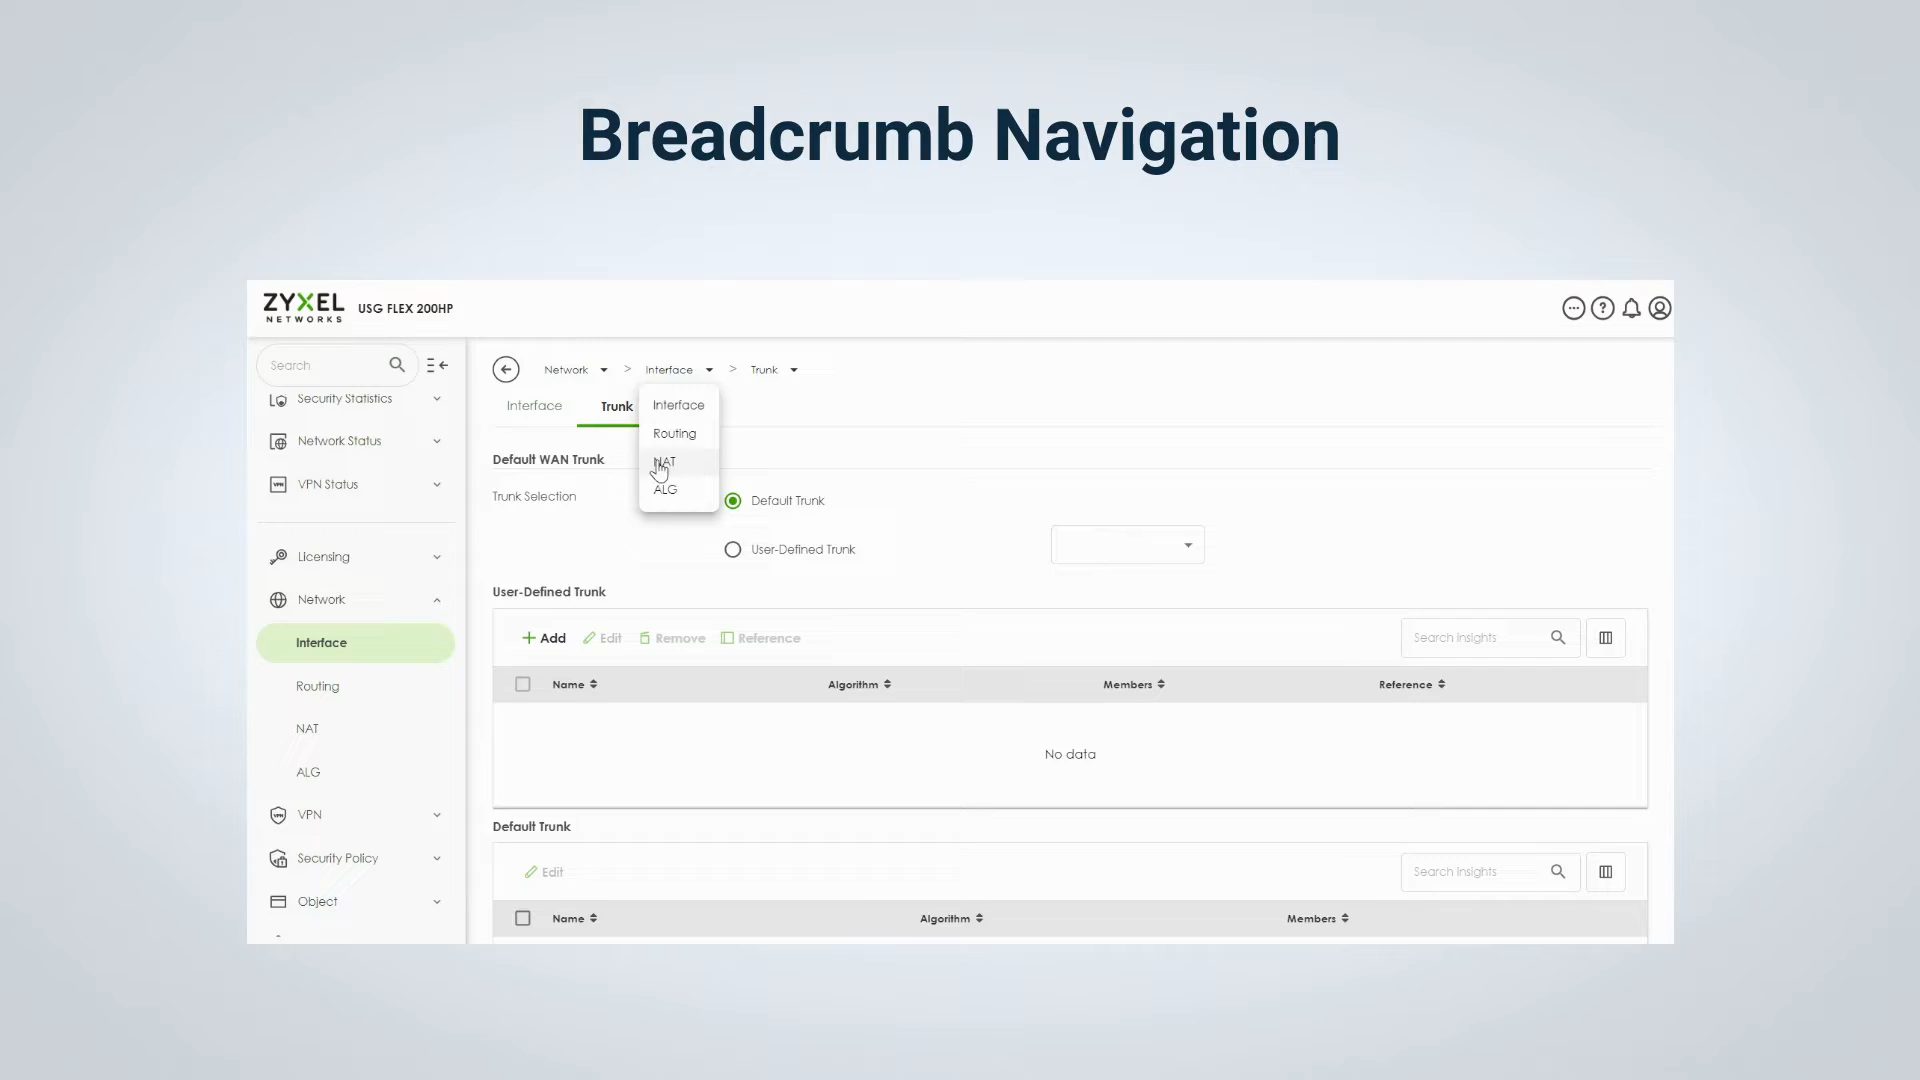 Breadcrumb Navigation
ZYXEL
NETWORKS
USG FLEX 200HP
Search
Security Statistics
Network Status
VPN Status
Licensing
Network
Interface
Routing
NAT
ALG
VPN
Security Policy
Object
Network > Interface > Trunk
Interface Trunk
Interface
Routing
NAT
ALG
Default WAN Trunk
Trunk Selection
Default Trunk
User-Defined Trunk
User-Defined Trunk
Add Edit Remove Reference
Search insights
Name Algorithm Members Reference
No data
Default Trunk
Edit
Search insights
Name Algorithm Members